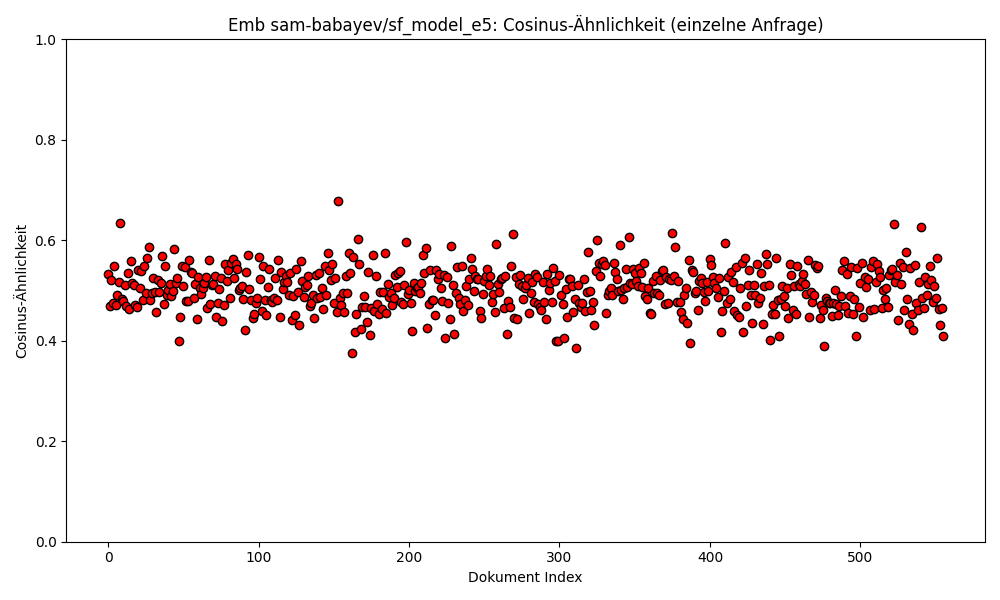 Emb sam-babayev/sf_model_e5: Cosinus-Ähnlichkeit (einzelne Anfrage)
1.0
0.8
0.6
0.4
0.2
0.0
Cosinus-Ähnlichkeit
0 100 200 300 400 500
Dokument Index